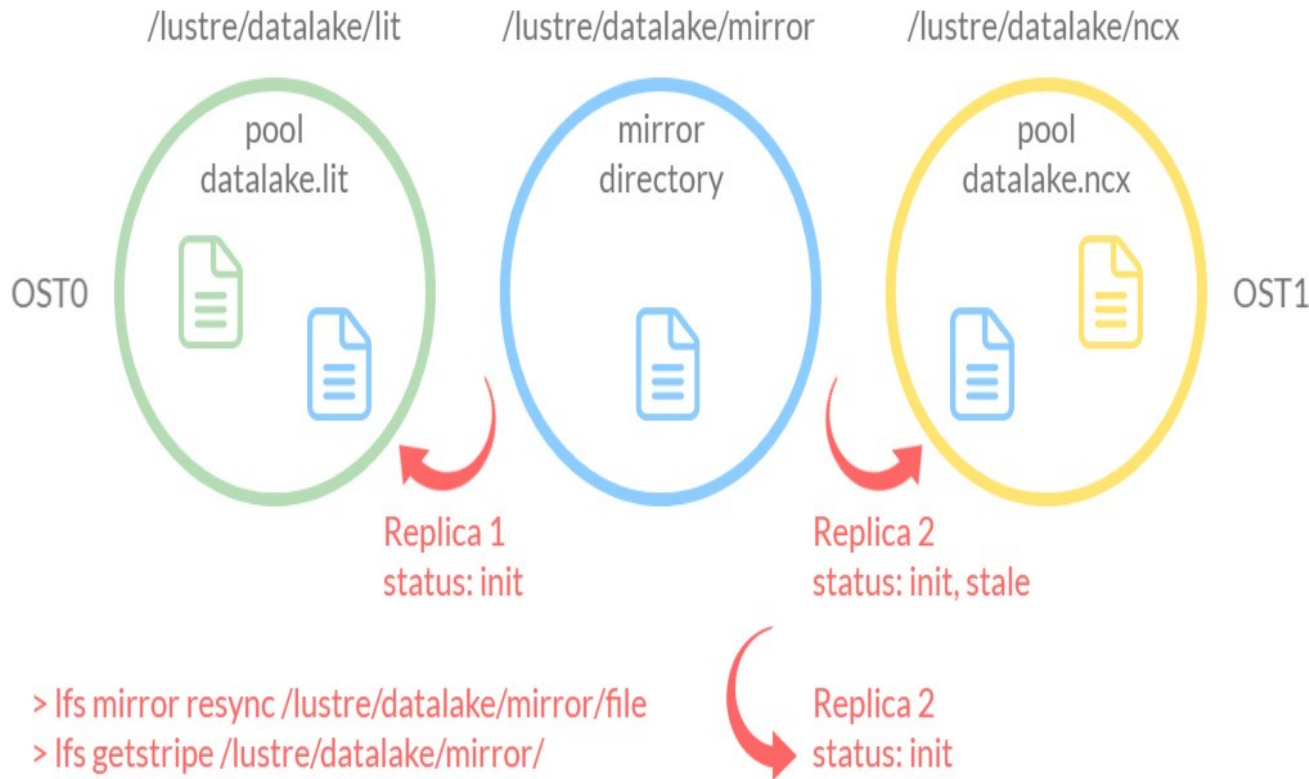 /lustre/datalake/lit
/lustre/datalake/mirror
/lustre/datalake/ncx
pool
datalake.lit
mirror
directory
pool
datalake.ncx
OST0
OST1
Replica 1
status: init
Replica 2
status: init, stale
> lfs mirror resync /lustre/datalake/mirror/file
> lfs getstripe /lustre/datalake/mirror/
Replica 2
status: init